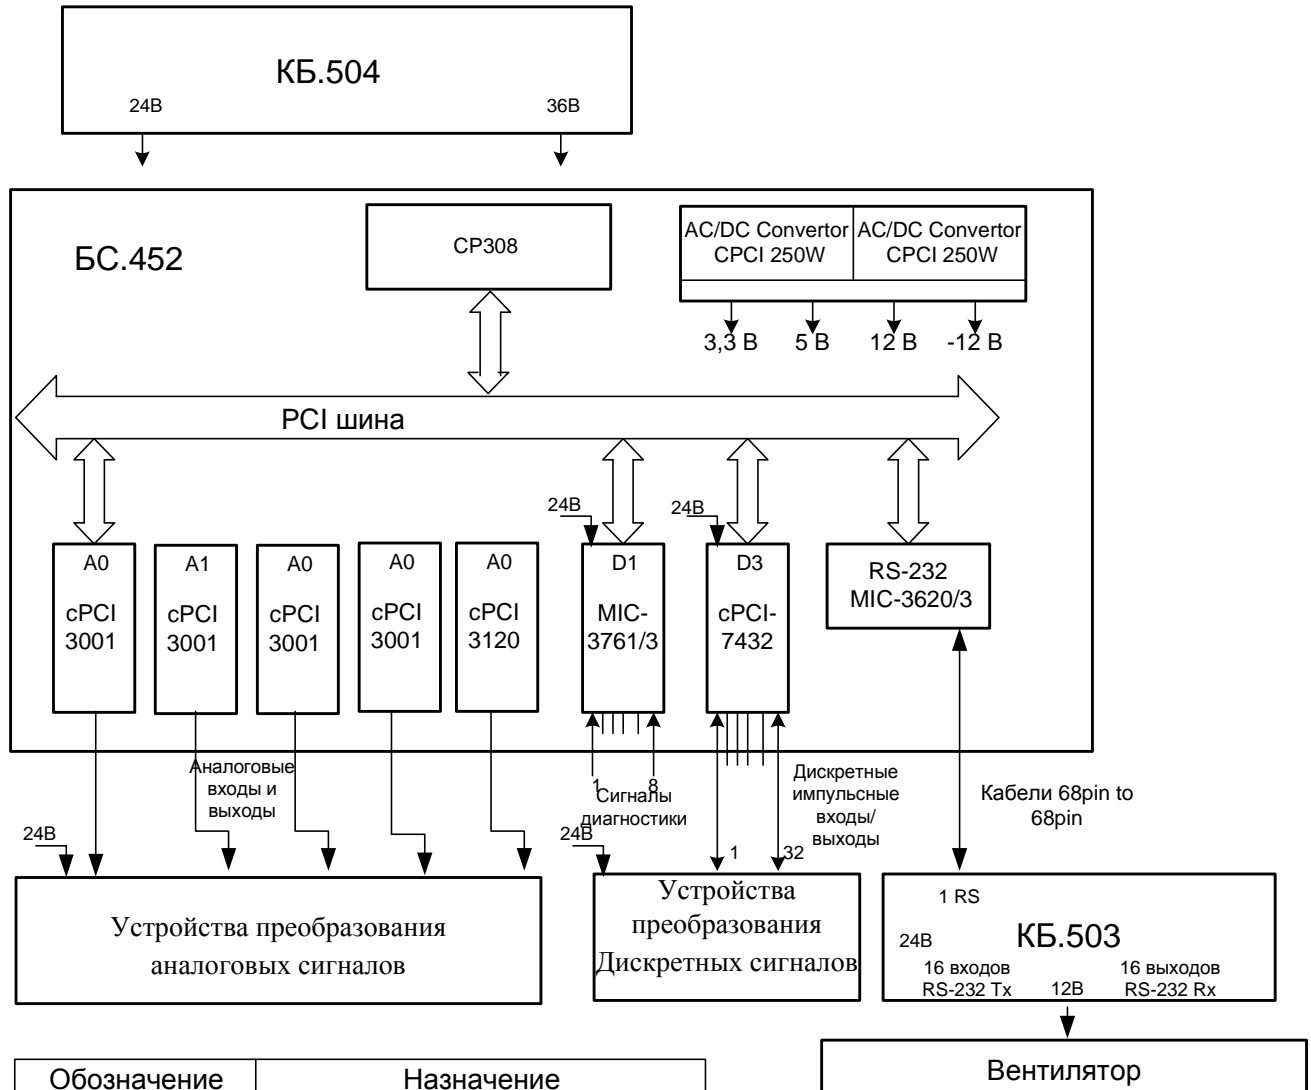 КБ.504
24В
36В
БС.452
CP308
AC/DC Convertor
CPCI 250W
AC/DC Convertor
CPCI 250W
3,3 В
5 В
12 В
-12 В
PCI шина
24В
24В
A0
cPCI
3001
A1
cPCI
3001
A0
cPCI
3001
A0
cPCI
3001
A0
cPCI
3120
D1
MIC-
3761/3
D3
cPCI-
7432
RS-232
MIC-3620/3
Аналоговые
входы и
выходы
1
8
Сигналы
диагностики
Дискретные
импульсные
входы/
выходы
Кабели 68pin to
68pin
24В
24В
1
32
Устройства преобразования
аналоговых сигналов
Устройства
преобразования
Дискретных сигналов
1 RS
КБ.503
24В
16 входов
RS-232 Tx
12В
16 выходов
RS-232 Rx
Вентилятор
Обозначение
Назначение